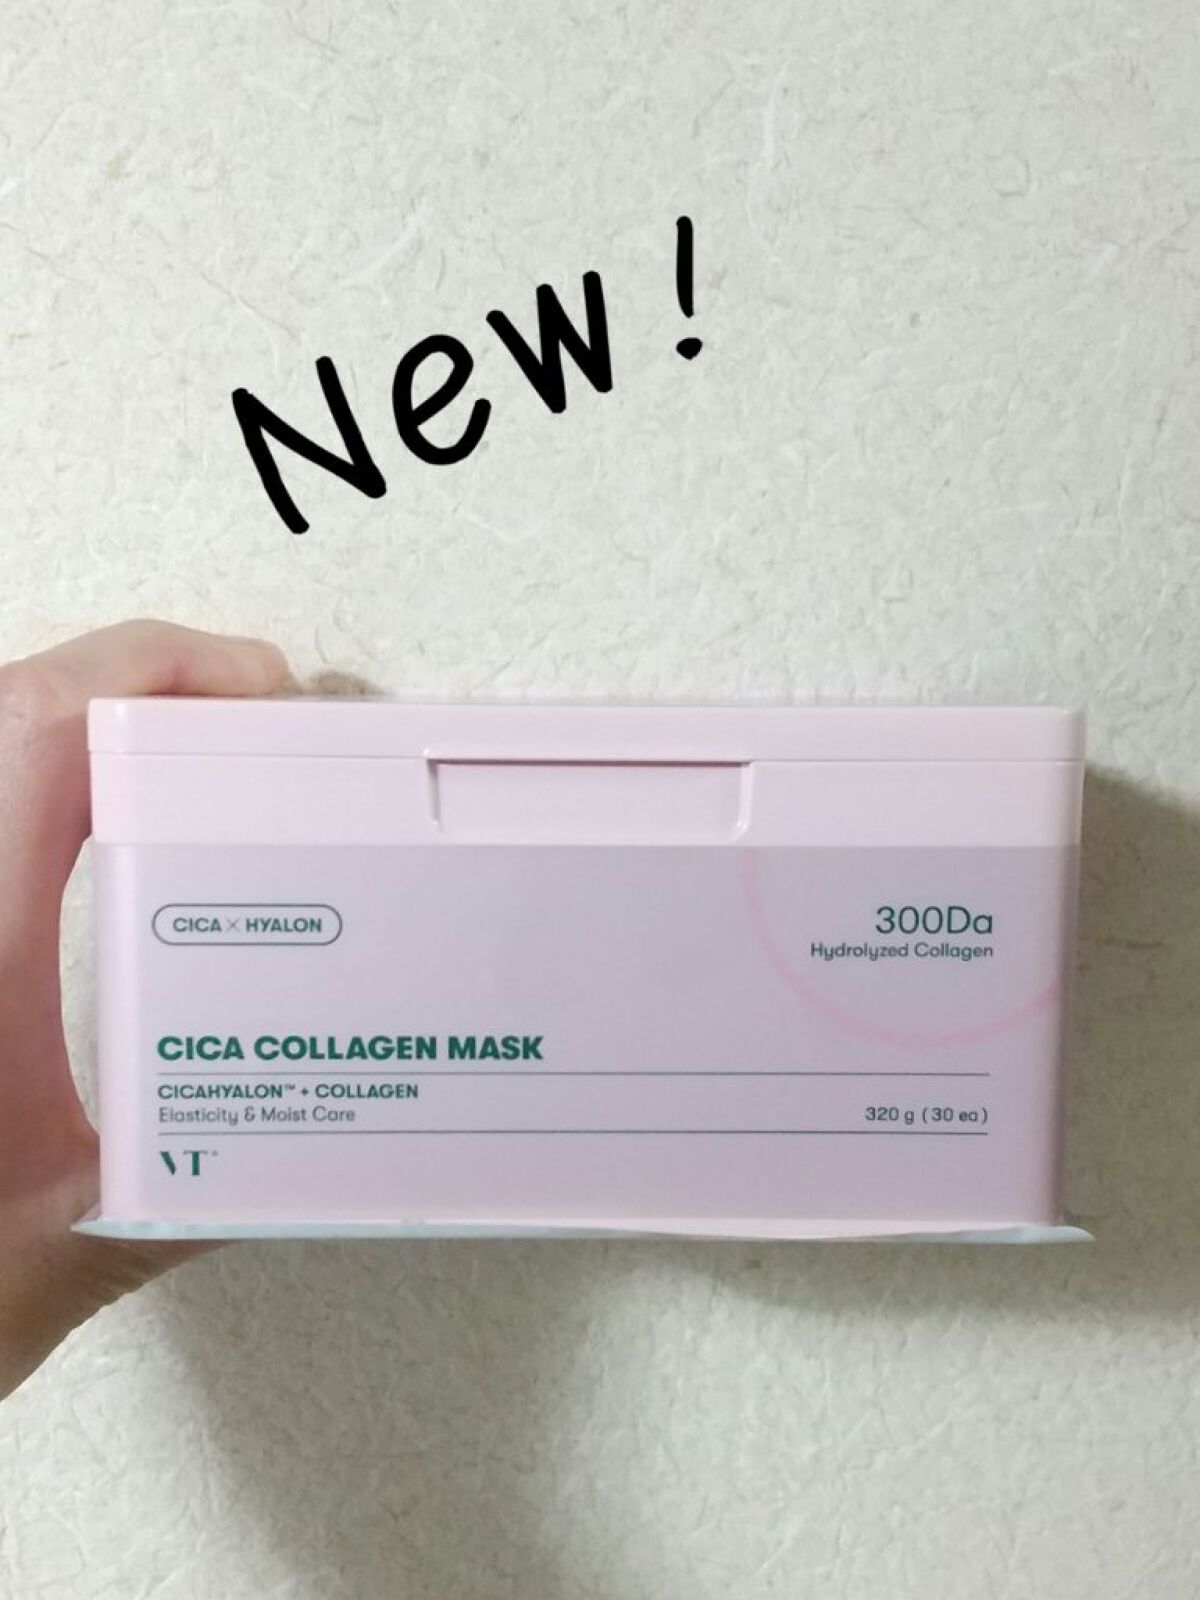 New!
CICA × HYALON
300Da
Hydrolyzed Collagen
CICA COLLAGEN MASK
CICAHYALON™ + COLLAGEN
Elasticity & Moist Care
320 g ( 30 ea )
VT®